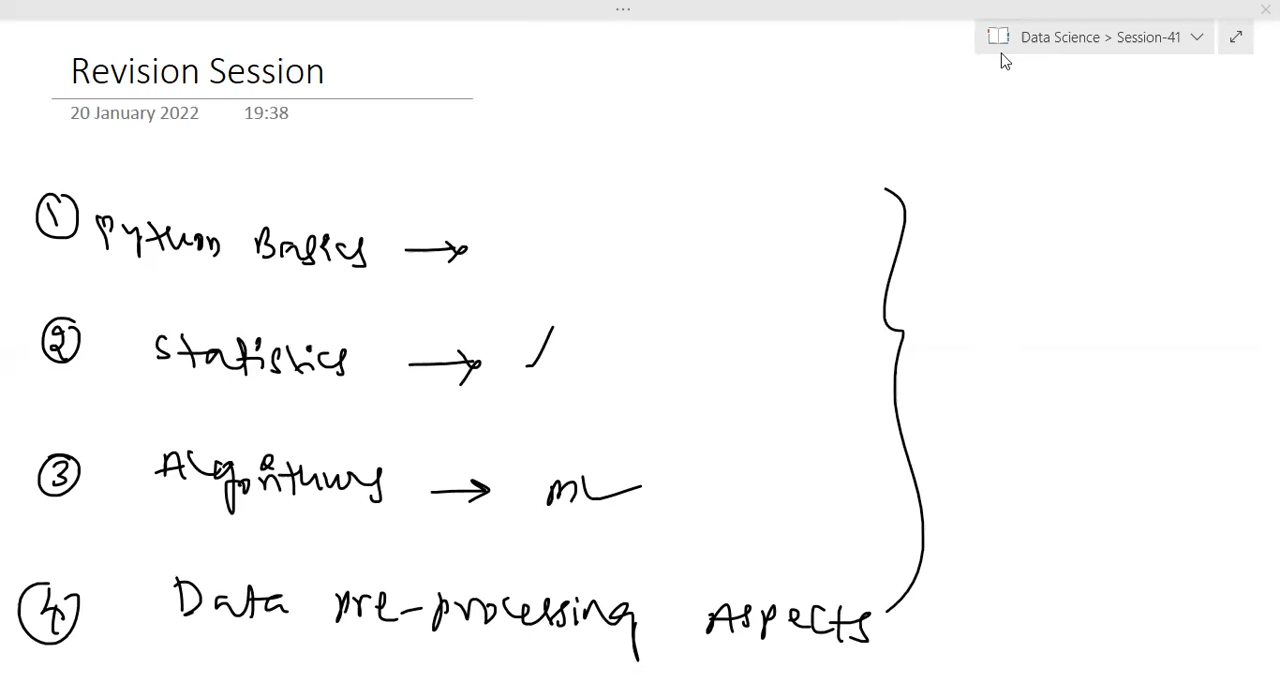 Data Science > Session-41
Revision Session
20 January 2022 19:38
① Python Basics →
② Statistics →
③ Algorithms → ML
④ Data pre-processing Aspects